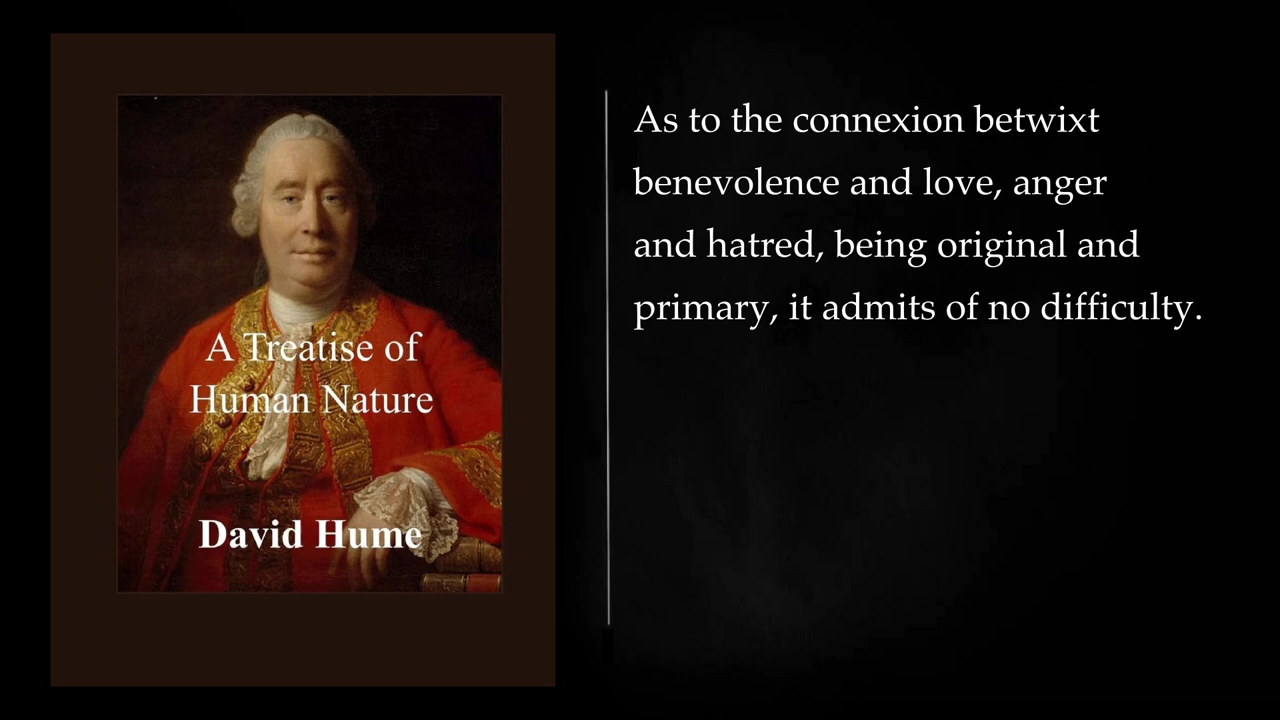 A Treatise of
Human Nature
David Hume
As to the connexion betwixt
benevolence and love, anger
and hatred, being original and
primary, it admits of no difficulty.